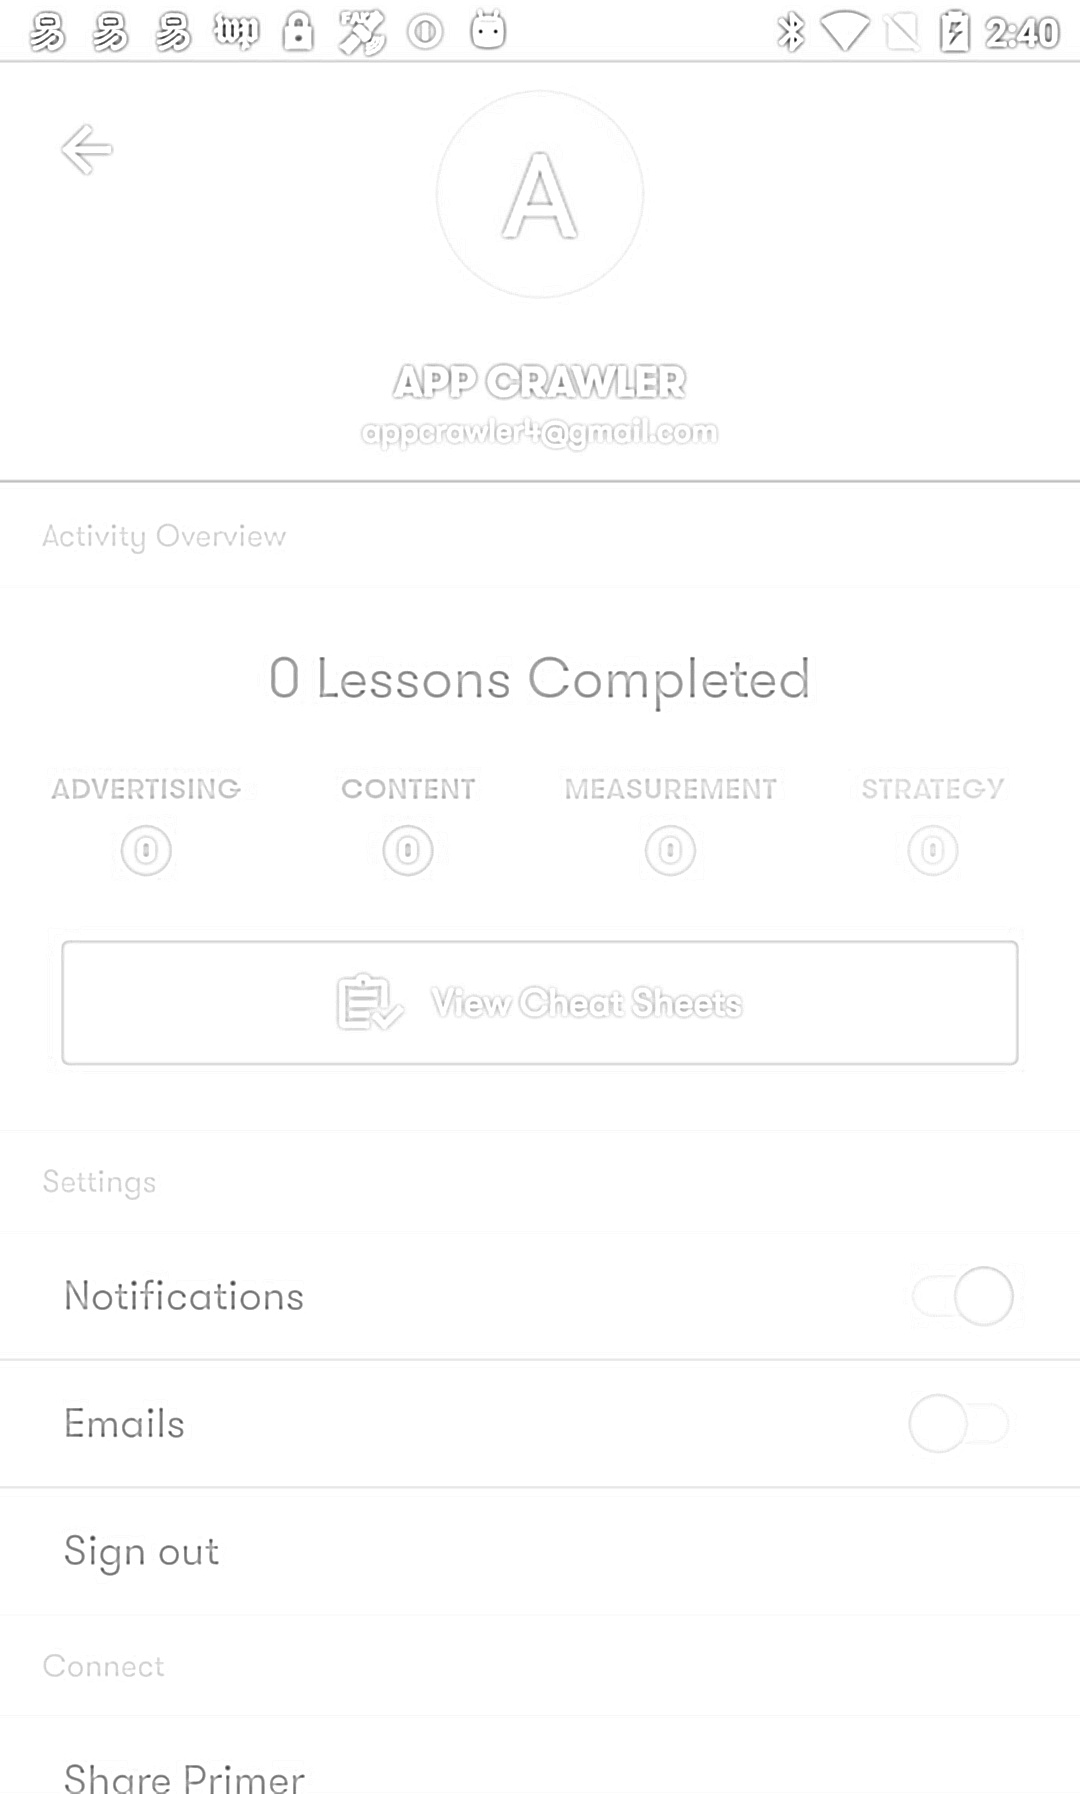 2:40
A
APP CRAWLER
appcrawler4@gmail.com
Activity Overview
0 Lessons Completed
ADVERTISING CONTENT MEASUREMENT STRATEGY
0 0 0 0
View Cheat Sheets
Settings
Notifications
Emails
Sign out
Connect
Share Primer